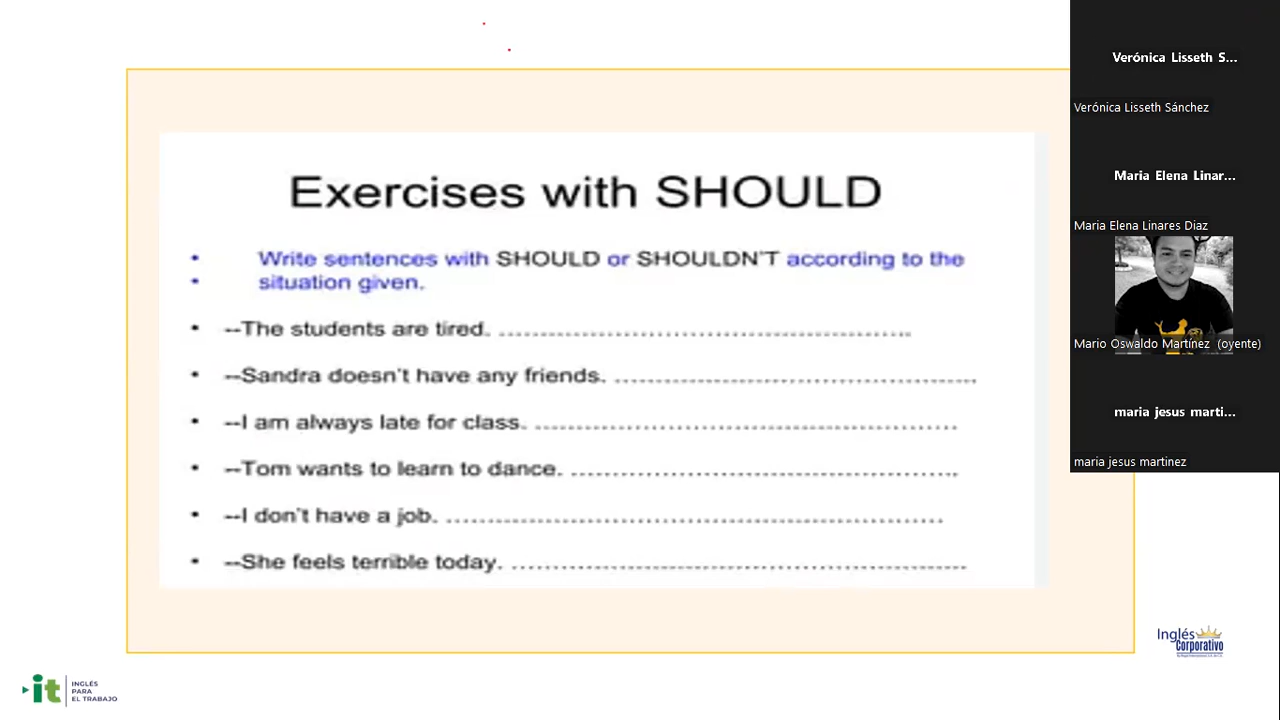 Exercises with SHOULD
• Write sentences with SHOULD or SHOULDN'T according to the
• situation given.
• --The students are tired. ……………………………………………..
• --Sandra doesn't have any friends. …………………………………......
• --I am always late for class. ………………………………………………
• --Tom wants to learn to dance. …………………………………………..
• --I don't have a job. ………………………………………………………
• --She feels terrible today. …………………………………………………
Verónica Lisseth S...
Verónica Lisseth Sánchez
Maria Elena Linar...
Maria Elena Linares Diaz
Mario Oswaldo Martínez (oyente)
maria jesus marti...
maria jesus martinez
it
INGLÉS
PARA
EL TRABAJO
Inglés
Corporativo